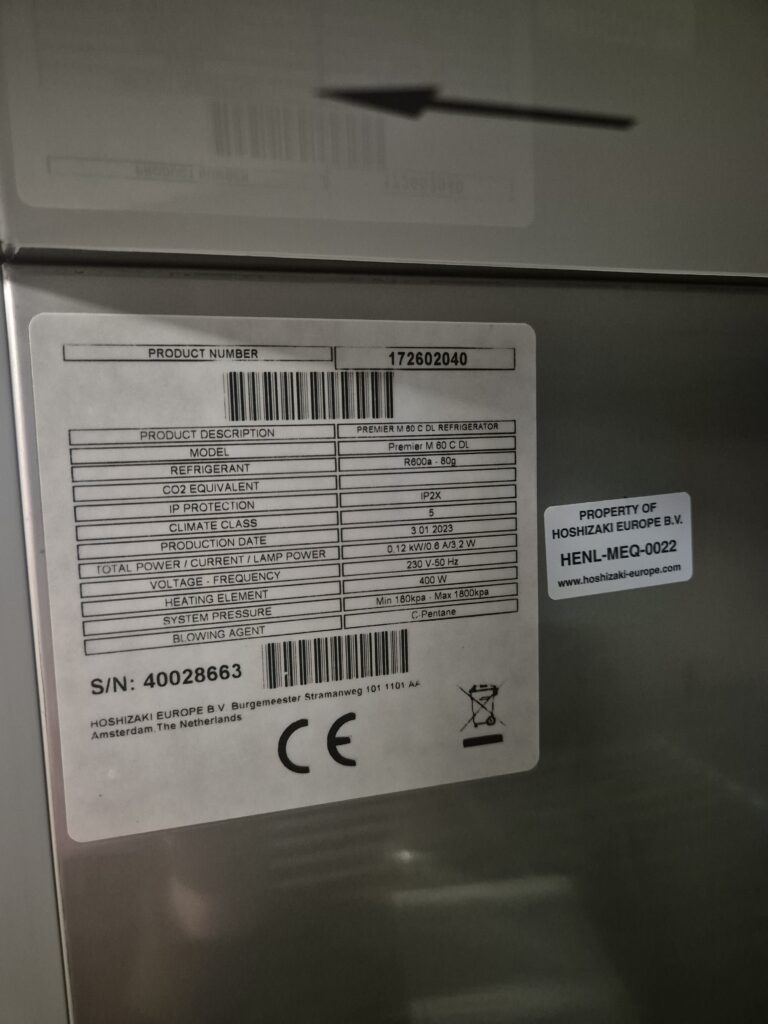 PRODUCT NUMBER 172602040
PRODUCT DESCRIPTION PREMIER M 60 C DL REFRIGERATOR
MODEL Premier M 60 C DL
REFRIGERANT R600a - 80g
CO2 EQUIVALENT
IP PROTECTION IP2X
CLIMATE CLASS 5
PRODUCTION DATE 3 01 2023
TOTAL POWER / CURRENT / LAMP POWER 0,12 kW/0.6 A/3,2 W
VOLTAGE - FREQUENCY 230 V-50 Hz
HEATING ELEMENT 400 W
SYSTEM PRESSURE Min 180kpa - Max 1800kpa
BLOWING AGENT C-Pentane
S/N: 40028663
HOSHIZAKI EUROPE B.V Burgemeester Stramanweg 101 1101 AA
Amsterdam,The Netherlands
CE
PROPERTY OF
HOSHIZAKI EUROPE B.V.
HENL-MEQ-0022
www.hoshizaki-europe.com